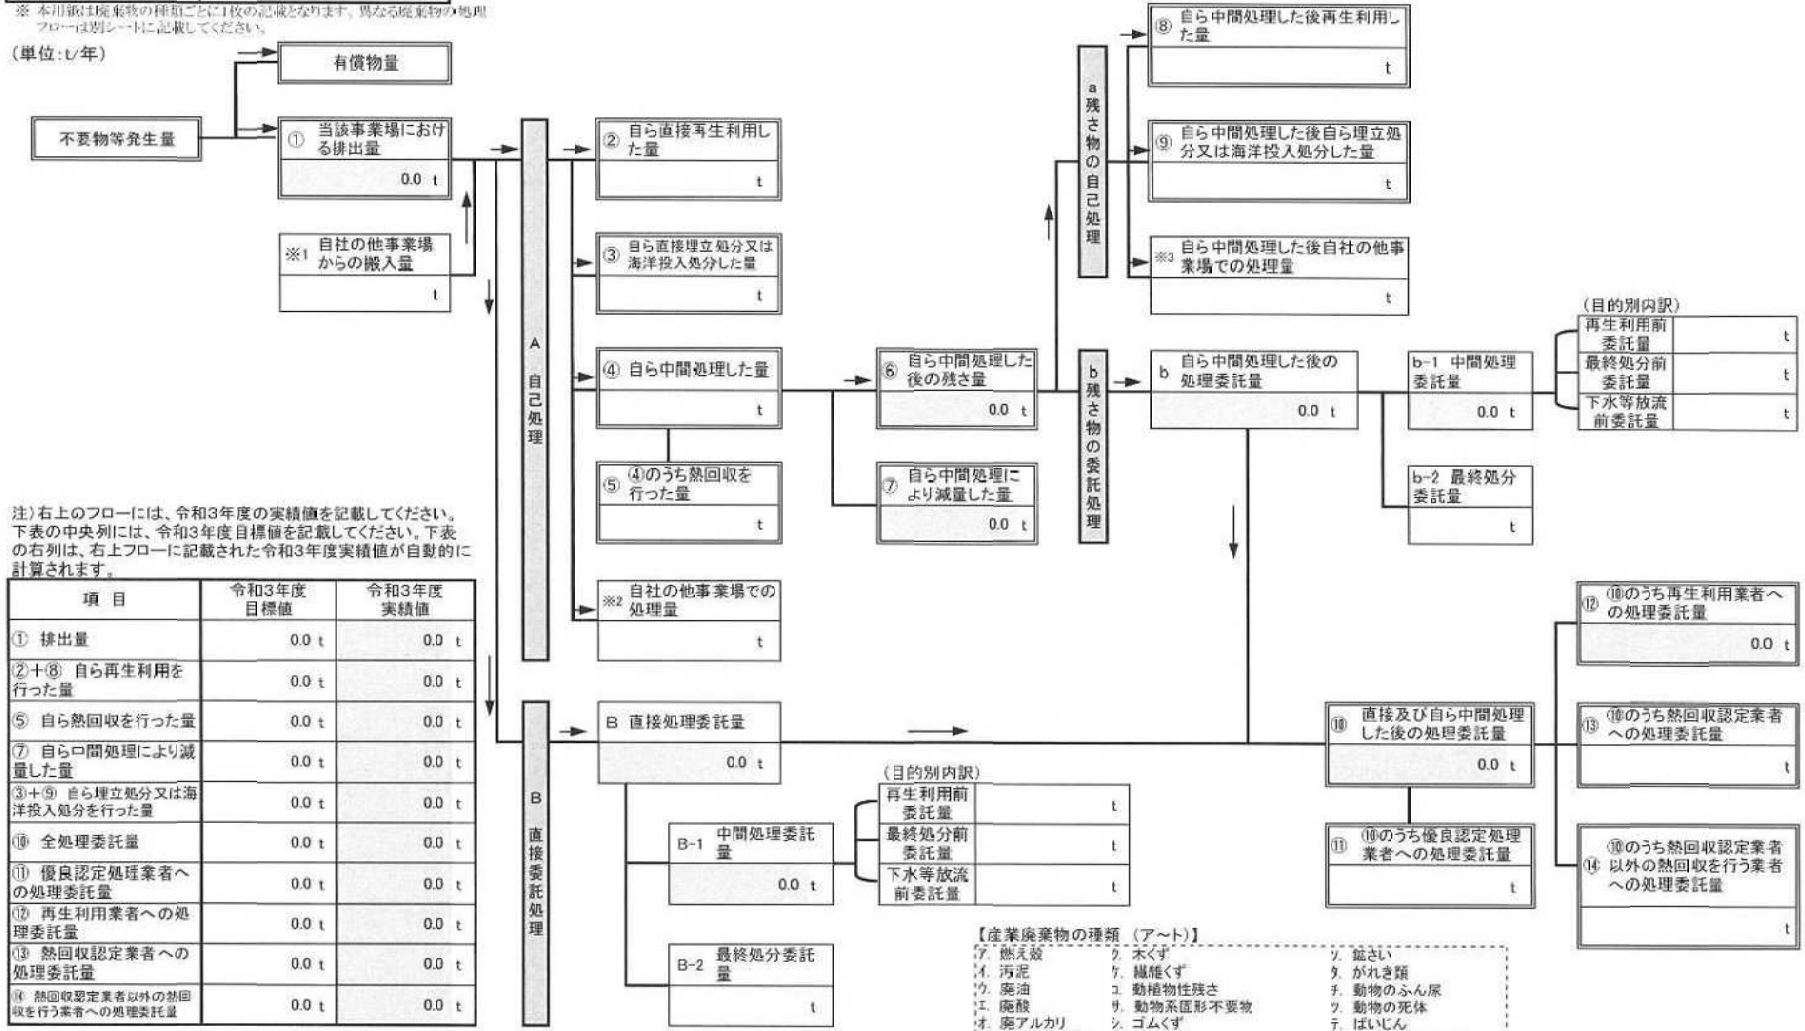 ※ 本用紙は廃棄物の種類ごとに1枚の記載となります。異なる廃棄物の処理
フローは別シートに記載してください。
(単位:t/年)
有償物量
不要物等発生量
① 当該事業場におけ
る排出量
0.0 t
※1 自社の他事業場
からの搬入量
t
A 自己処理
② 自ら直接再生利用し
た量
t
③ 自ら直接埋立処分又は
海洋投入処分した量
t
④ 自ら中間処理した量
t
⑤ ④のうち熱回収を
行った量
t
※2 自社の他事業場での
処理量
t
⑥ 自ら中間処理した
後の残さ量
0.0 t
⑦ 自ら中間処理に
より減量した量
0.0 t
a 残さ物の自己処理
⑧ 自ら中間処理した後再生利用し
た量
t
⑨ 自ら中間処理した後自ら埋立処
分又は海洋投入処分した量
t
※3 自ら中間処理した後自社の他事
業場での処理量
t
b 残さ物の委託処理
b 自ら中間処理した後の
処理委託量
0.0 t
b-1 中間処理
委託量
0.0 t
b-2 最終処分
委託量
t
(目的別内訳)
再生利用前
委託量 t
最終処分前
委託量 t
下水等放流
前委託量 t
注)右上のフローには、令和3年度の実績値を記載してください。
下表の中央列には、令和3年度目標値を記載してください。下表
の右列は、右上フローに記載された令和3年度実績値が自動的に
計算されます。
項 目 令和3年度
目標値 令和3年度
実績値
① 排出量 0.0 t 0.0 t
②+⑧ 自ら再生利用を
行った量 0.0 t 0.0 t
⑤ 自ら熱回収を行った量 0.0 t 0.0 t
⑦ 自ら中間処理により減
量した量 0.0 t 0.0 t
③+⑨ 自ら埋立処分又は海
洋投入処分を行った量 0.0 t 0.0 t
⑩ 全処理委託量 0.0 t 0.0 t
⑪ 優良認定処理業者へ
の処理委託量 0.0 t 0.0 t
⑫ 再生利用業者への処
理委託量 0.0 t 0.0 t
⑬ 熱回収認定業者への
処理委託量 0.0 t 0.0 t
⑭ 熱回収認定業者以外の熱回
収を行う業者への処理委託量 0.0 t 0.0 t
B 直接委託処理
B 直接処理委託量
0.0 t
B-1 中間処理委託
量
0.0 t
B-2 最終処分委託
量
t
(目的別内訳)
再生利用前
委託量 t
最終処分前
委託量 t
下水等放流
前委託量 t
⑩ 直接及び自ら中間処理
した後の処理委託量
0.0 t
⑪ ⑩のうち優良認定処理
業者への処理委託量
t
⑫ ⑩のうち再生利用業者へ
の処理委託量
0.0 t
⑬ ⑩のうち熱回収認定業者
への処理委託量
t
⑭ ⑩のうち熱回収認定業者
以外の熱回収を行う業者
への処理委託量
t
【産業廃棄物の種類 (ア~ト)】
ア. 燃え殻 ク. 木くず ソ. 鉱さい
イ. 汚泥 ケ. 繊維くず タ. がれき類
ウ. 廃油 コ. 動植物性残さ チ. 動物のふん尿
エ. 廃酸 サ. 動物系固形不要物 ツ. 動物の死体
オ. 廃アルカリ シ. ゴムくず テ. ばいじん